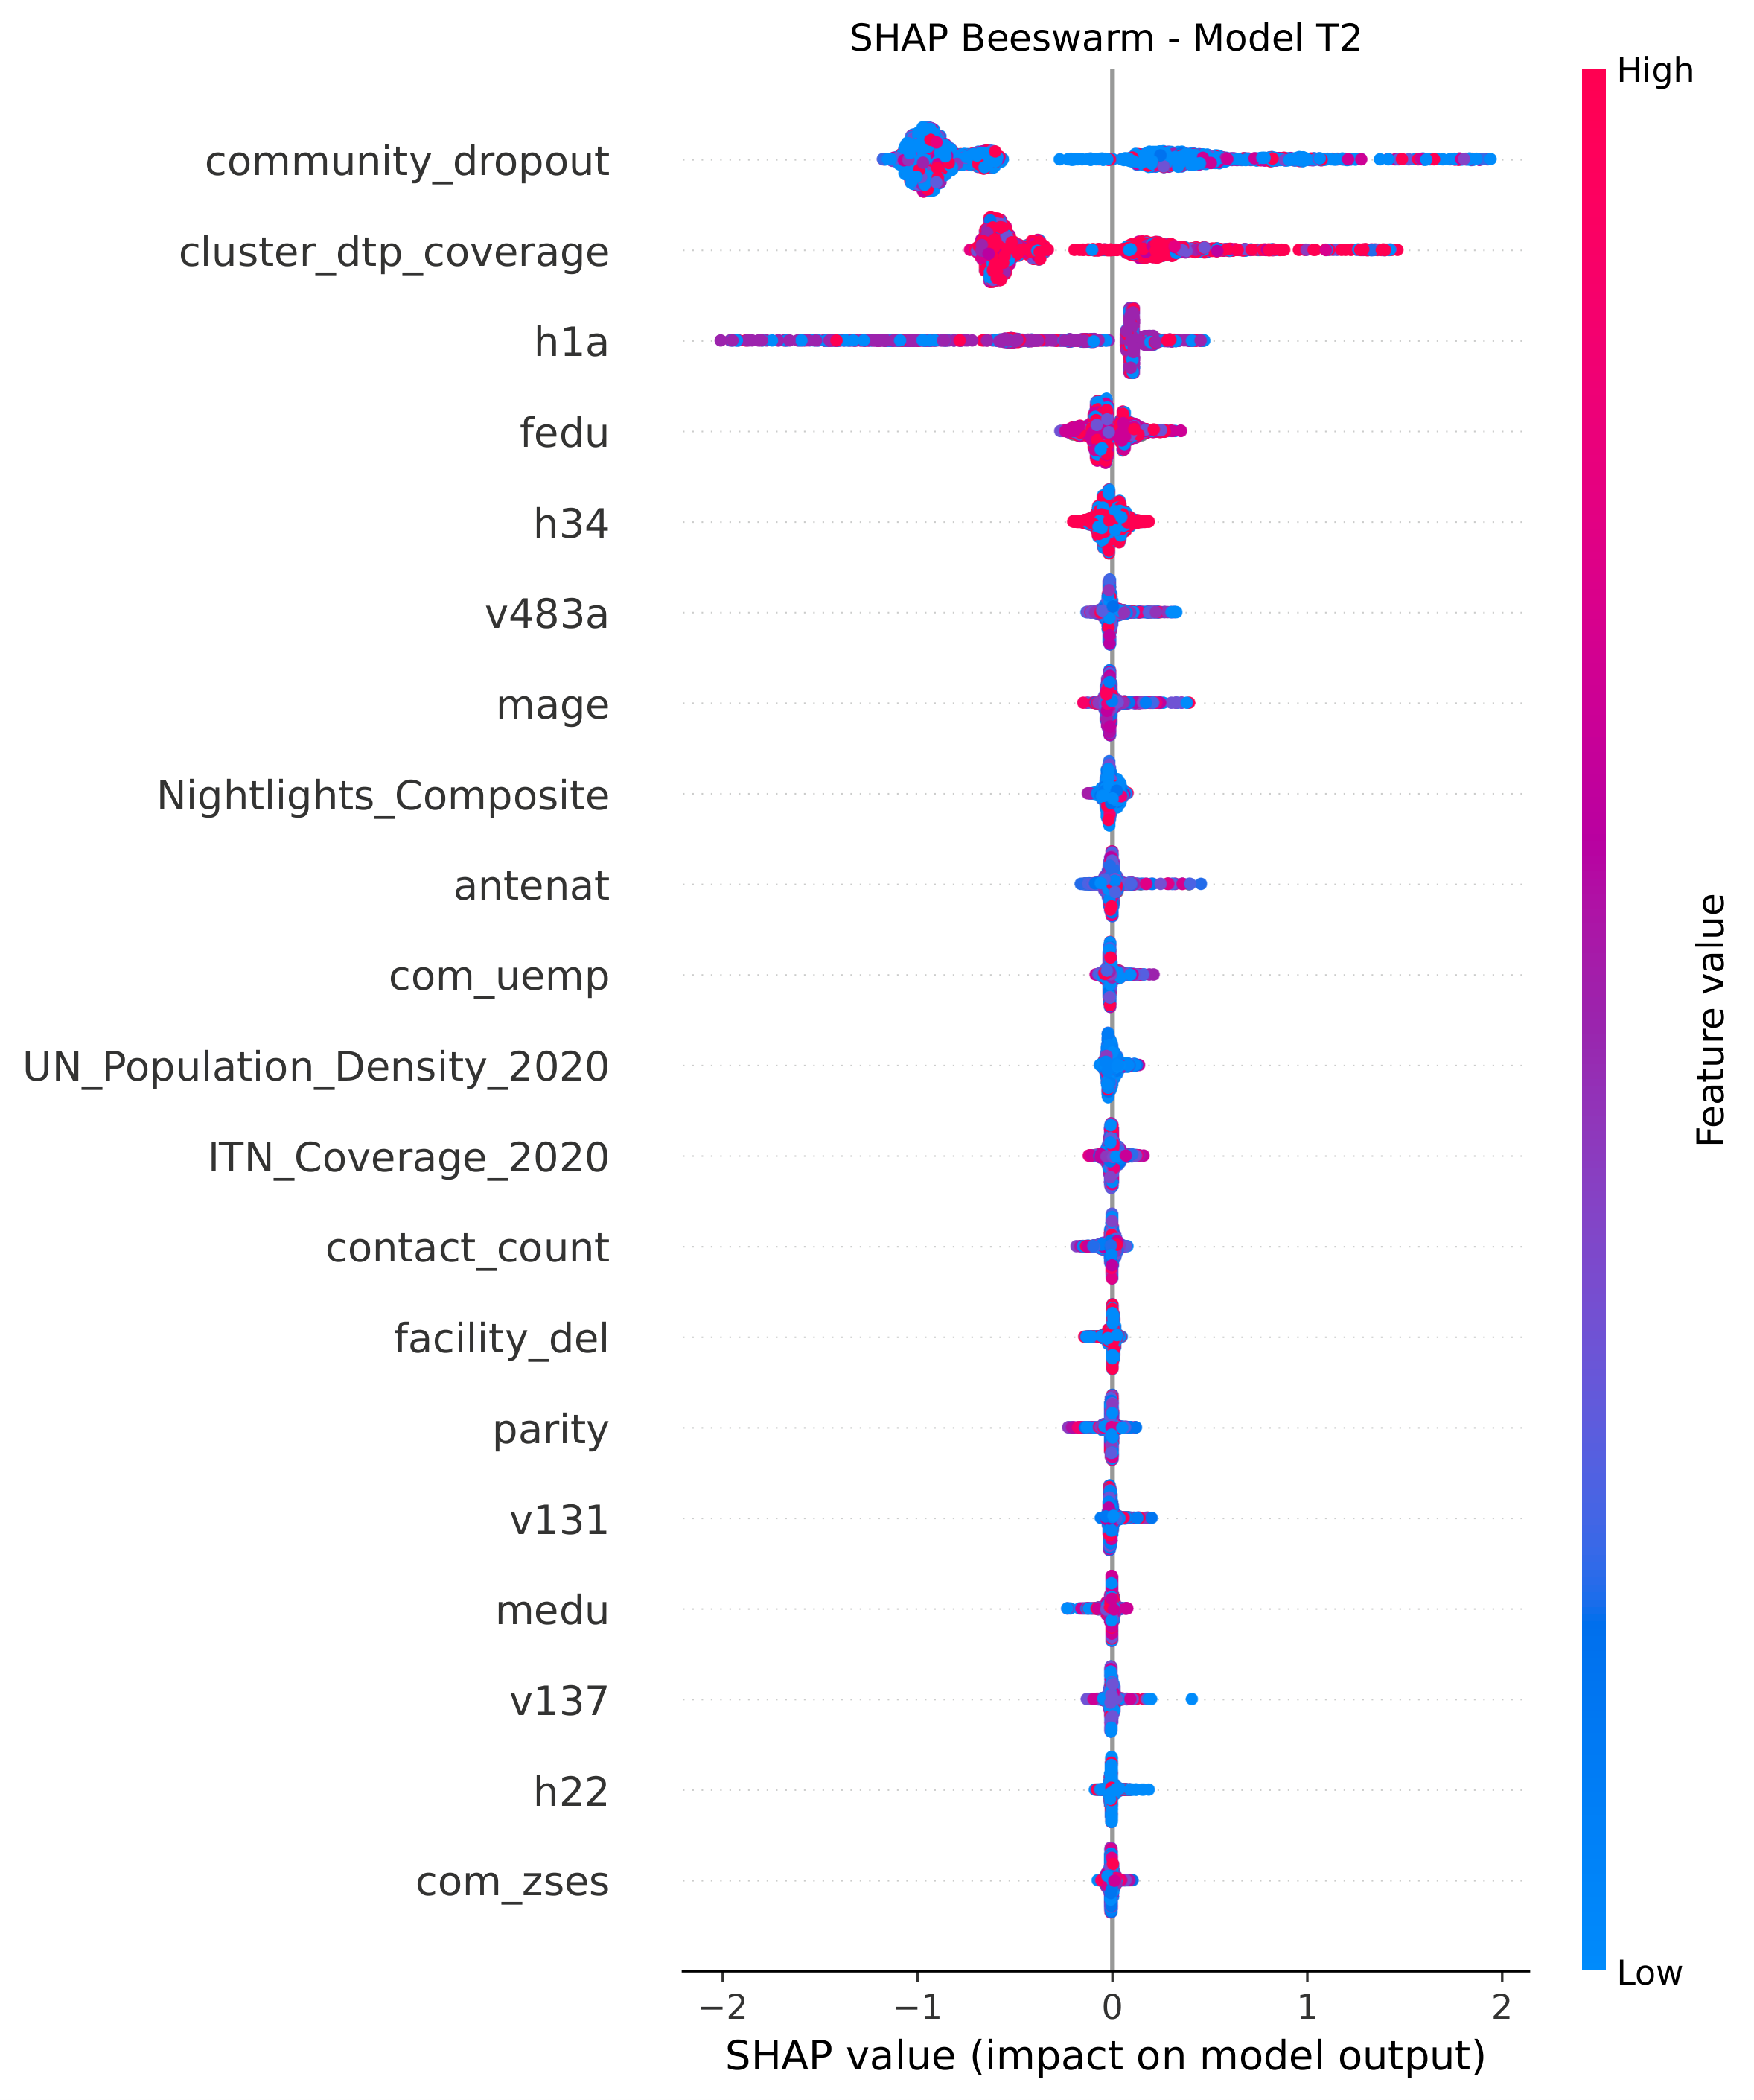 SHAP Beeswarm - Model T2
High
community_dropout
cluster_dtp_coverage
h1a
fedu
h34
v483a
mage
Nightlights_Composite
antenat
com_uemp
UN_Population_Density_2020
ITN_Coverage_2020
contact_count
facility_del
parity
v131
medu
v137
h22
com_zses
Feature value
Low
−2 −1 0 1 2
SHAP value (impact on model output)